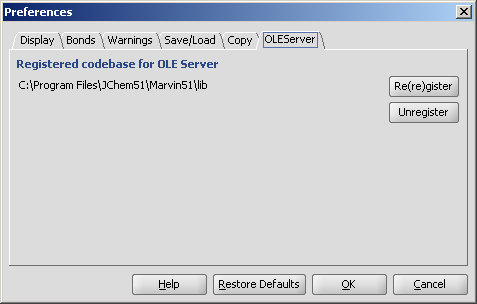 Preferences
Display Bonds Warnings Save/Load Copy OLEServer
Registered codebase for OLE Server
C:\Program Files\JChem51\Marvin51\lib
Re(re)gister
Unregister
Help Restore Defaults OK Cancel